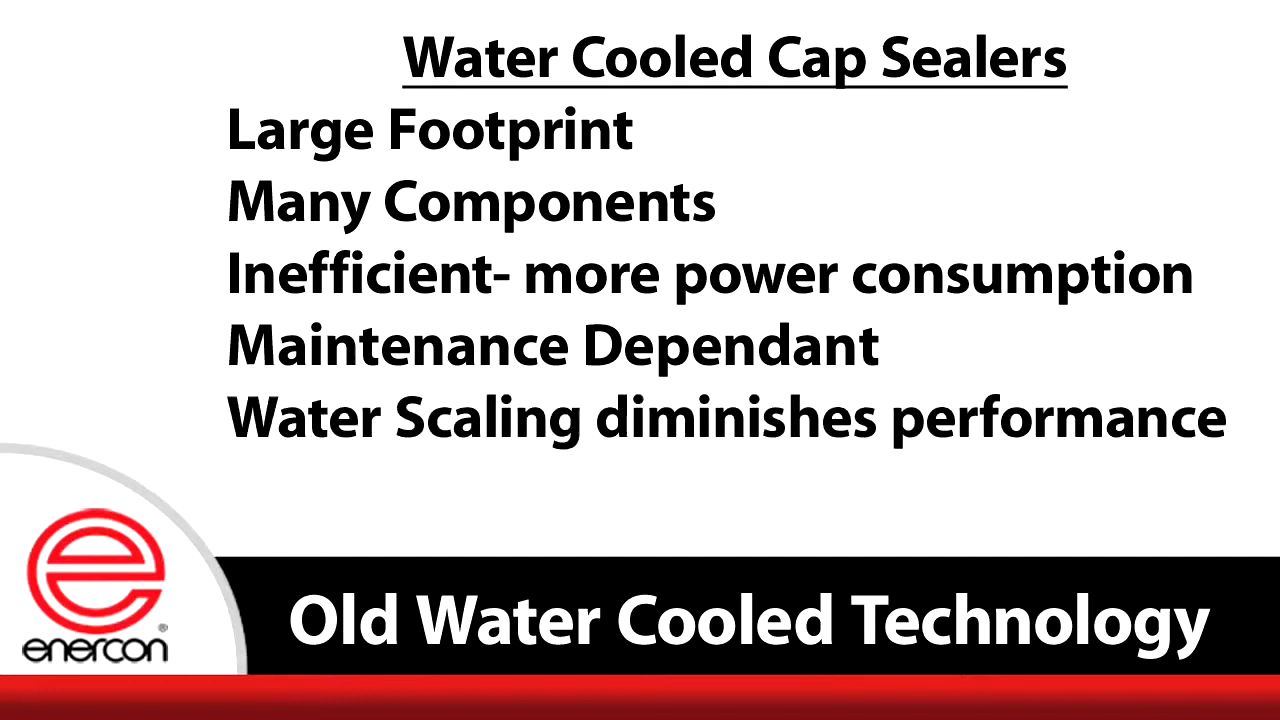 Water Cooled Cap Sealers
Large Footprint
Many Components
Inefficient- more power consumption
Maintenance Dependant
Water Scaling diminishes performance
enercon®
Old Water Cooled Technology